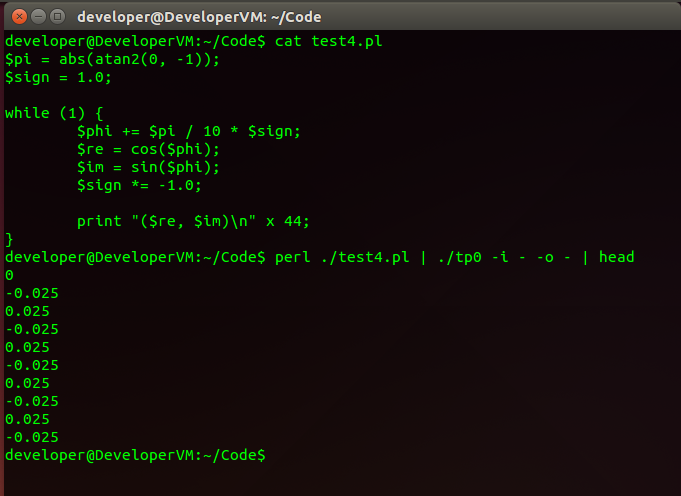 developer@DeveloperVM: ~/Code
developer@DeveloperVM:~/Code$ cat test4.pl
$pi = abs(atan2(0, -1));
$sign = 1.0;

while (1) {
        $phi += $pi / 10 * $sign;
        $re = cos($phi);
        $im = sin($phi);
        $sign *= -1.0;

        print "($re, $im)\n" x 44;
}
developer@DeveloperVM:~/Code$ perl ./test4.pl | ./tp0 -i - -o - | head
0
-0.025
0.025
-0.025
0.025
-0.025
0.025
-0.025
0.025
-0.025
developer@DeveloperVM:~/Code$